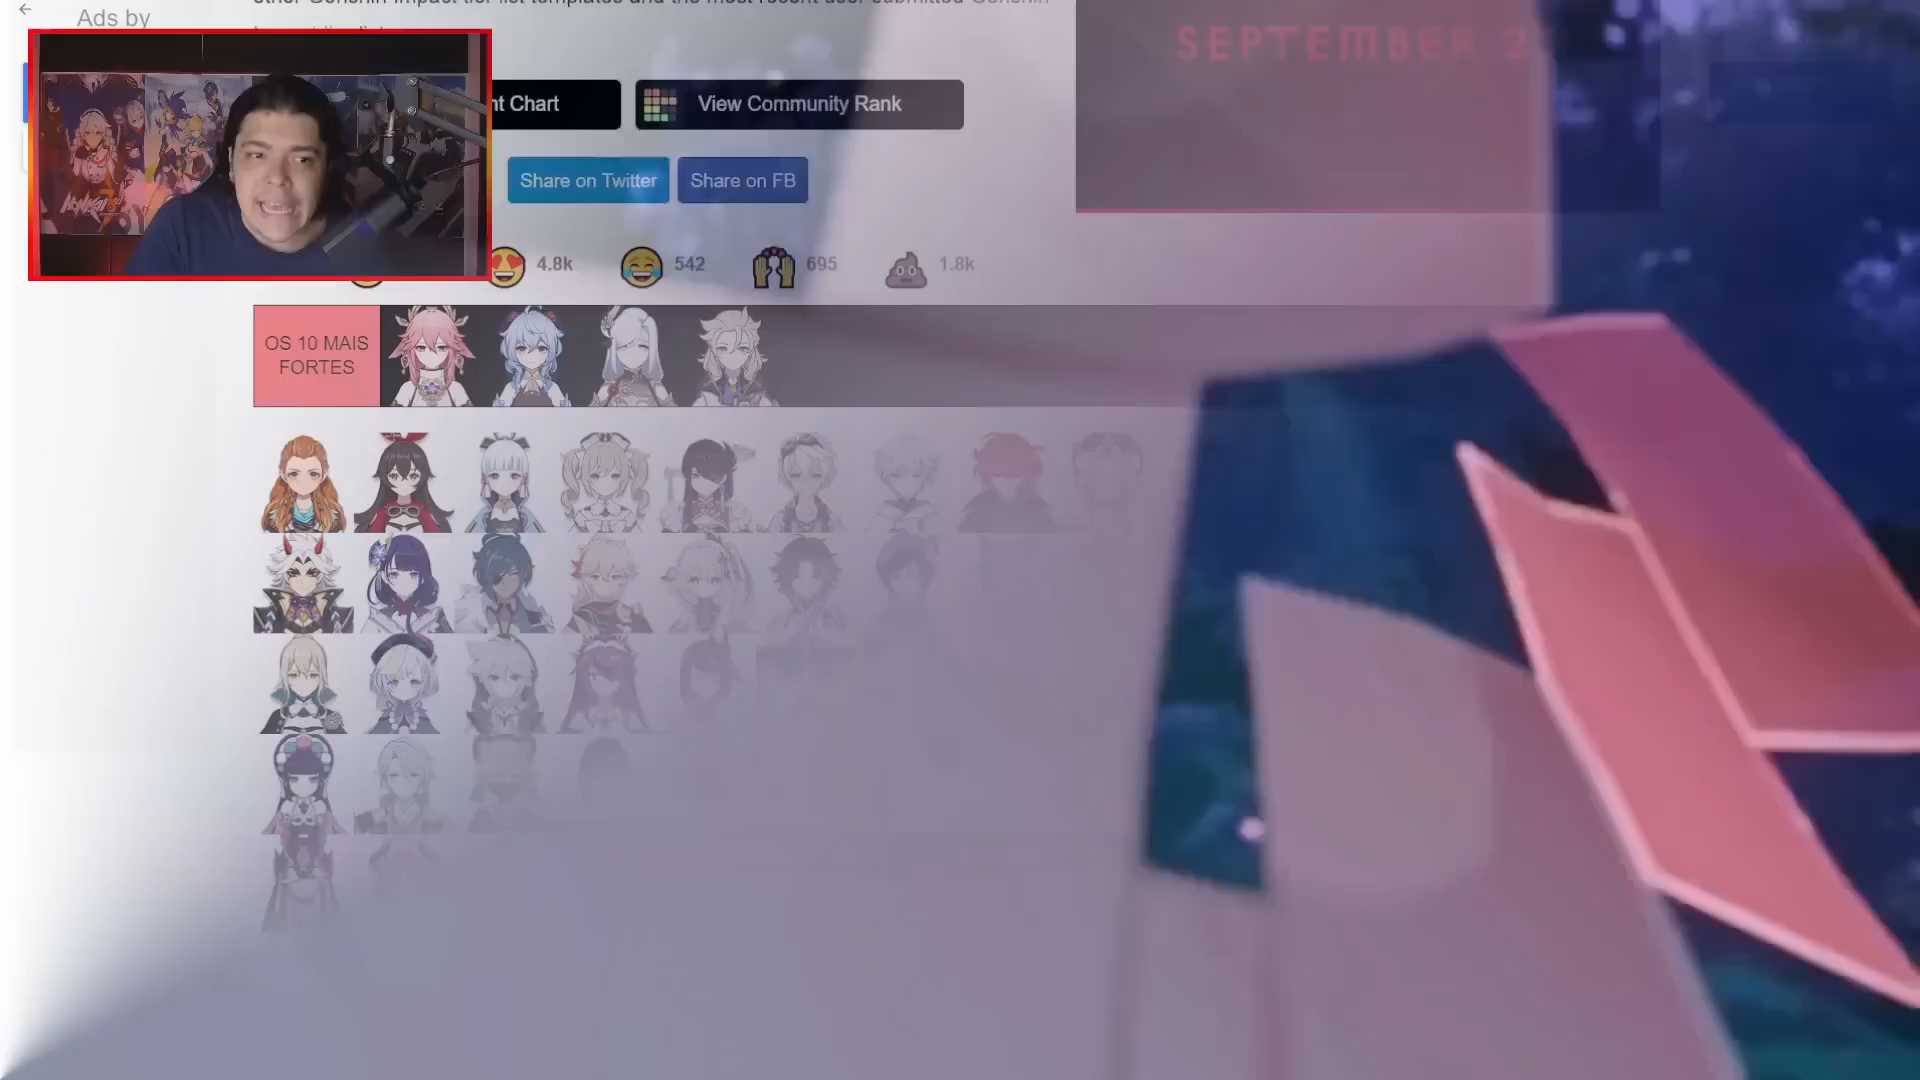 Ads by
SEPTEMBER 2
nt Chart
View Community Rank
Share on Twitter
Share on FB
4.8k
542
695
1.8k
OS 10 MAIS
FORTES